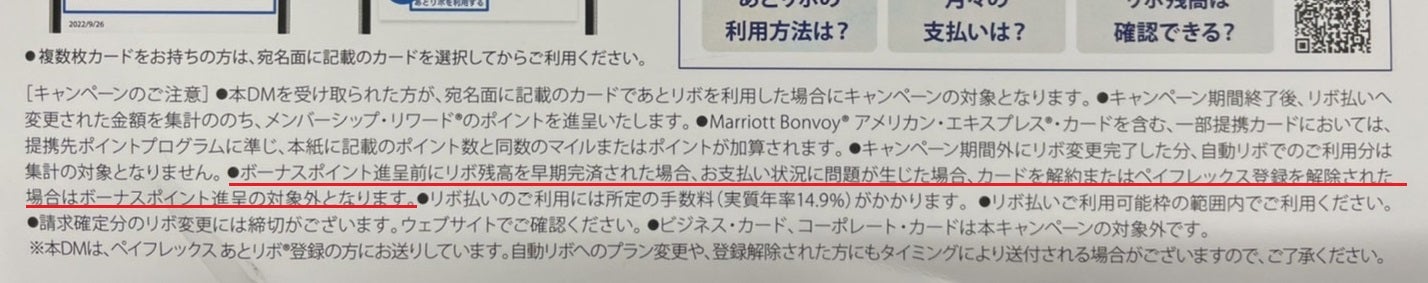 2022/9/26
あとリボを利用する
あとリボの
利用方法は?
月々の
支払いは?
リボ残高は
確認できる?
●複数枚カードをお持ちの方は、宛名面に記載のカードを選択してからご利用ください。
[キャンペーンのご注意] ●本DMを受け取られた方が、宛名面に記載のカードであとリボを利用した場合にキャンペーンの対象となります。●キャンペーン期間終了後、リボ払いへ
変更された金額を集計ののち、メンバーシップ・リワード®のポイントを進呈いたします。●Marriott Bonvoy® アメリカン・エキスプレス®・カードを含む、一部提携カードにおいては、
提携先ポイントプログラムに準じ、本紙に記載のポイント数と同数のマイルまたはポイントが加算されます。●キャンペーン期間外にリボ変更完了した分、自動リボでのご利用分は
集計の対象となりません。●ボーナスポイント進呈前にリボ残高を早期完済された場合、お支払い状況に問題が生じた場合、カードを解約またはペイフレックス登録を解除された
場合はボーナスポイント進呈の対象外となります。●リボ払いのご利用には所定の手数料(実質年率14.9%)がかかります。 ●リボ払いご利用可能枠の範囲内でご利用ください。
●請求確定分のリボ変更には締切がございます。ウェブサイトでご確認ください。●ビジネス・カード、コーポレート・カードは本キャンペーンの対象外です。
※本DMは、ペイフレックス あとリボ®登録の方にお送りしています。自動リボへのプラン変更や、登録解除された方にもタイミングにより送付される場合がございますので、ご了承ください。